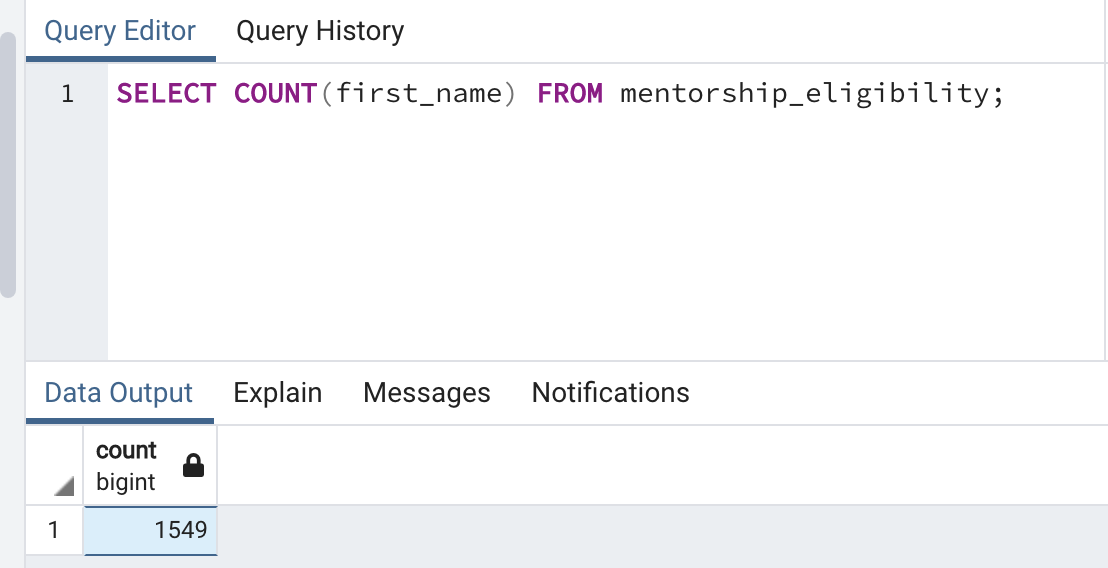 Query Editor Query History
1 SELECT COUNT(first_name) FROM mentorship_eligibility;
Data Output Explain Messages Notifications
count
bigint
1 1549